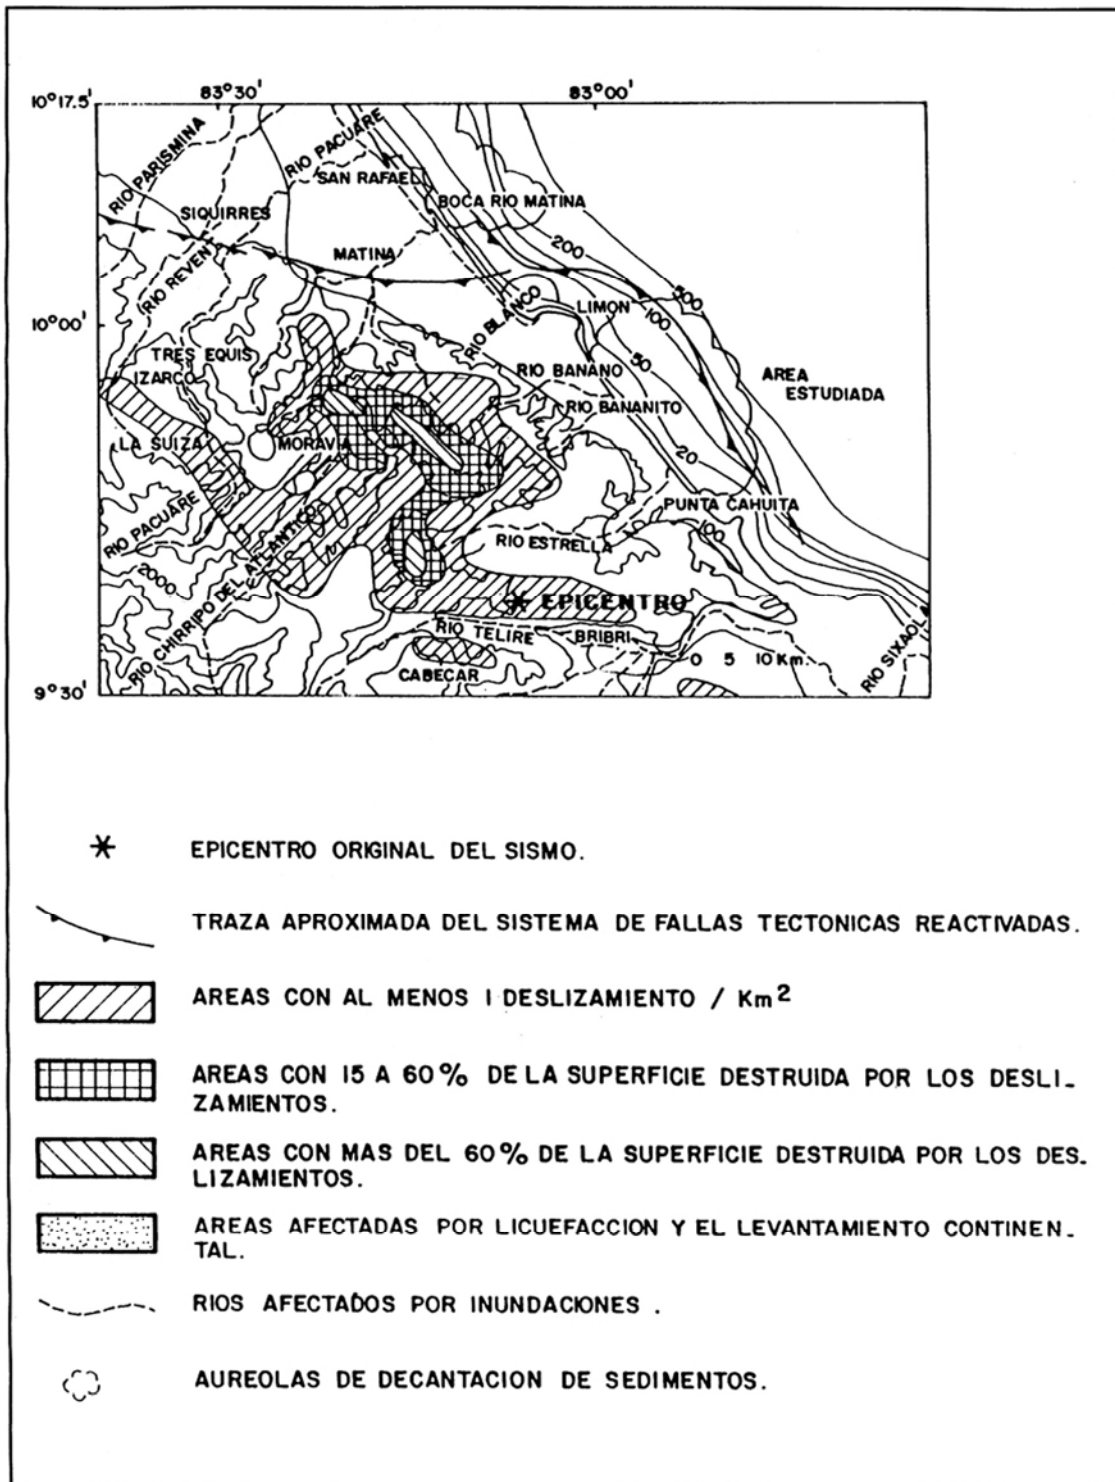 83°30'
83°00'
10°17.5'
RIO PARISMINA
RIO PACUARE
SAN RAFAEL
BOCA RIO MATINA
SIQUIRRES
MATINA
RIO REVEN
200
300
100
10°00'
RIO BLANCO
LIMON
TRES EQUIS
IZARCO
RIO BANANO
50
AREA
ESTUDIADA
RIO BANANITO
LA SUIZA
MORAVIA
20
PUNTA CAHUITA
RIO PACUARE
RIO ESTRELLA
100
2000
RIO CHIRRIPO DEL ATLANTICO
EPICENTRO
RIO TELIRE
BRIBRI
RIO SIXAOLA
0 5 10 Km.
CABECAR
9°30'
EPICENTRO ORIGINAL DEL SISMO.
TRAZA APROXIMADA DEL SISTEMA DE FALLAS TECTONICAS REACTIVADAS.
AREAS CON AL MENOS 1 DESLIZAMIENTO / Km²
AREAS CON 15 A 60% DE LA SUPERFICIE DESTRUIDA POR LOS DESLI-
ZAMIENTOS.
AREAS CON MAS DEL 60% DE LA SUPERFICIE DESTRUIDA POR LOS DES-
LIZAMIENTOS.
AREAS AFECTADAS POR LICUEFACCION Y EL LEVANTAMIENTO CONTINEN-
TAL.
RIOS AFECTADOS POR INUNDACIONES.
AUREOLAS DE DECANTACION DE SEDIMENTOS.